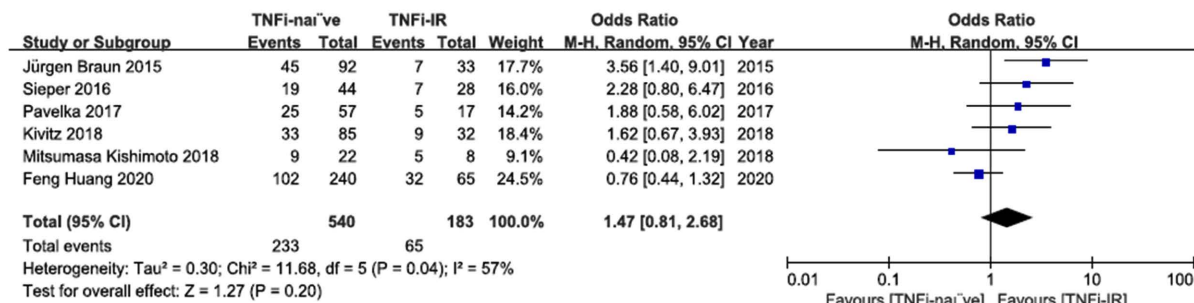 TNFi-nai¨ve TNFi-IR Odds Ratio Odds Ratio
Study or Subgroup Events Total Events Total Weight M-H, Random, 95% CI Year M-H, Random, 95% CI
Jürgen Braun 2015 45 92 7 33 17.7% 3.56 [1.40, 9.01] 2015
Sieper 2016 19 44 7 28 16.0% 2.28 [0.80, 6.47] 2016
Pavelka 2017 25 57 5 17 14.2% 1.88 [0.58, 6.02] 2017
Kivitz 2018 33 85 9 32 18.4% 1.62 [0.67, 3.93] 2018
Mitsumasa Kishimoto 2018 9 22 5 8 9.1% 0.42 [0.08, 2.19] 2018
Feng Huang 2020 102 240 32 65 24.5% 0.76 [0.44, 1.32] 2020
Total (95% CI) 540 183 100.0% 1.47 [0.81, 2.68]
Total events 233 65
Heterogeneity: Tau² = 0.30; Chi² = 11.68, df = 5 (P = 0.04); I² = 57%
Test for overall effect: Z = 1.27 (P = 0.20)
0.01 0.1 1 10 100
Favours [TNFi-nai¨ve] Favours [TNFi-IR]